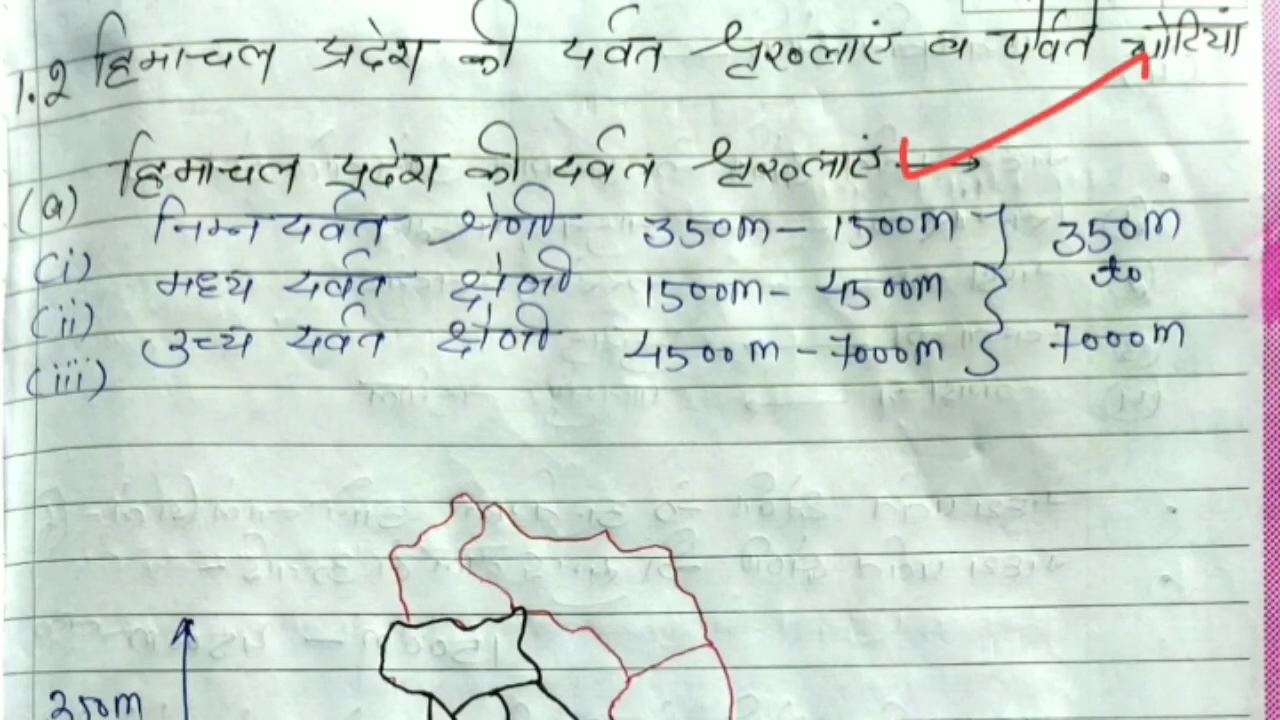 1.2 हिमाचल प्रदेश की पर्वत श्रृंखलाएं व पर्वत चोटियां
(a) हिमाचल प्रदेश की पर्वत श्रृंखलाएं →
(i) निम्न पर्वत श्रेणी 350m - 1500m } 350m
(ii) मध्य पर्वत श्रेणी 1500m - 4500m } to
(iii) उच्च पर्वत श्रेणी 4500m - 7000m } 7000m
350m